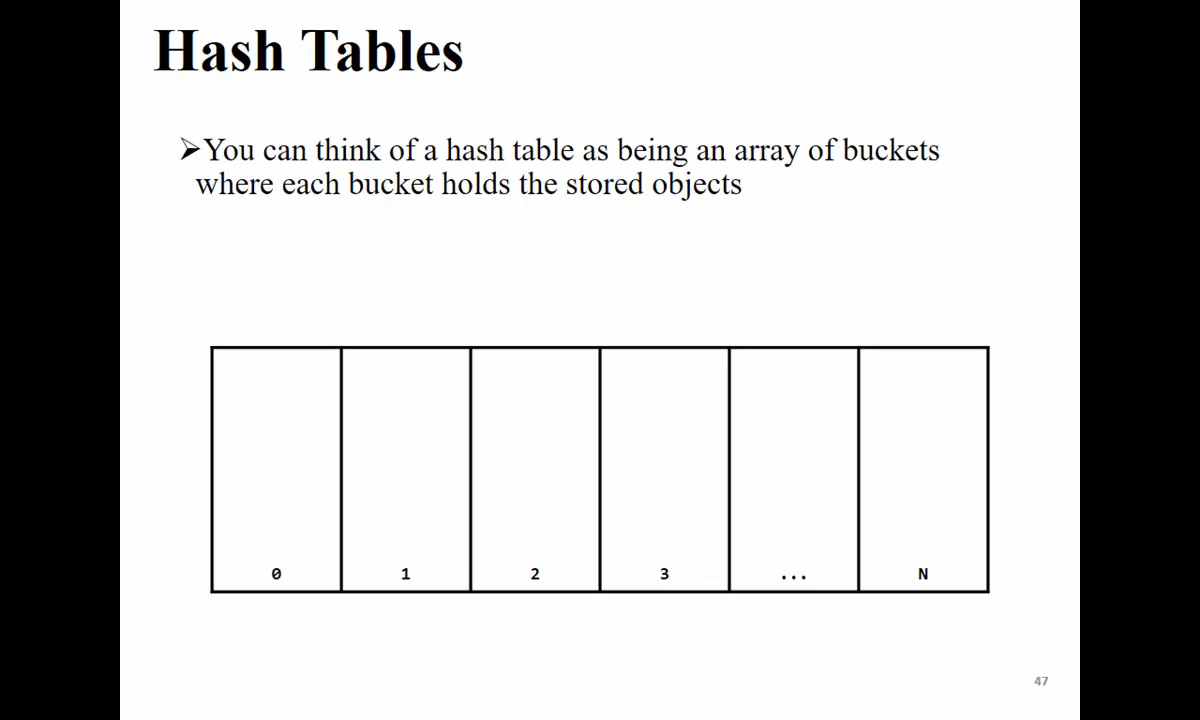 Hash Tables
➢You can think of a hash table as being an array of buckets
where each bucket holds the stored objects
0 1 2 3 ... N
47